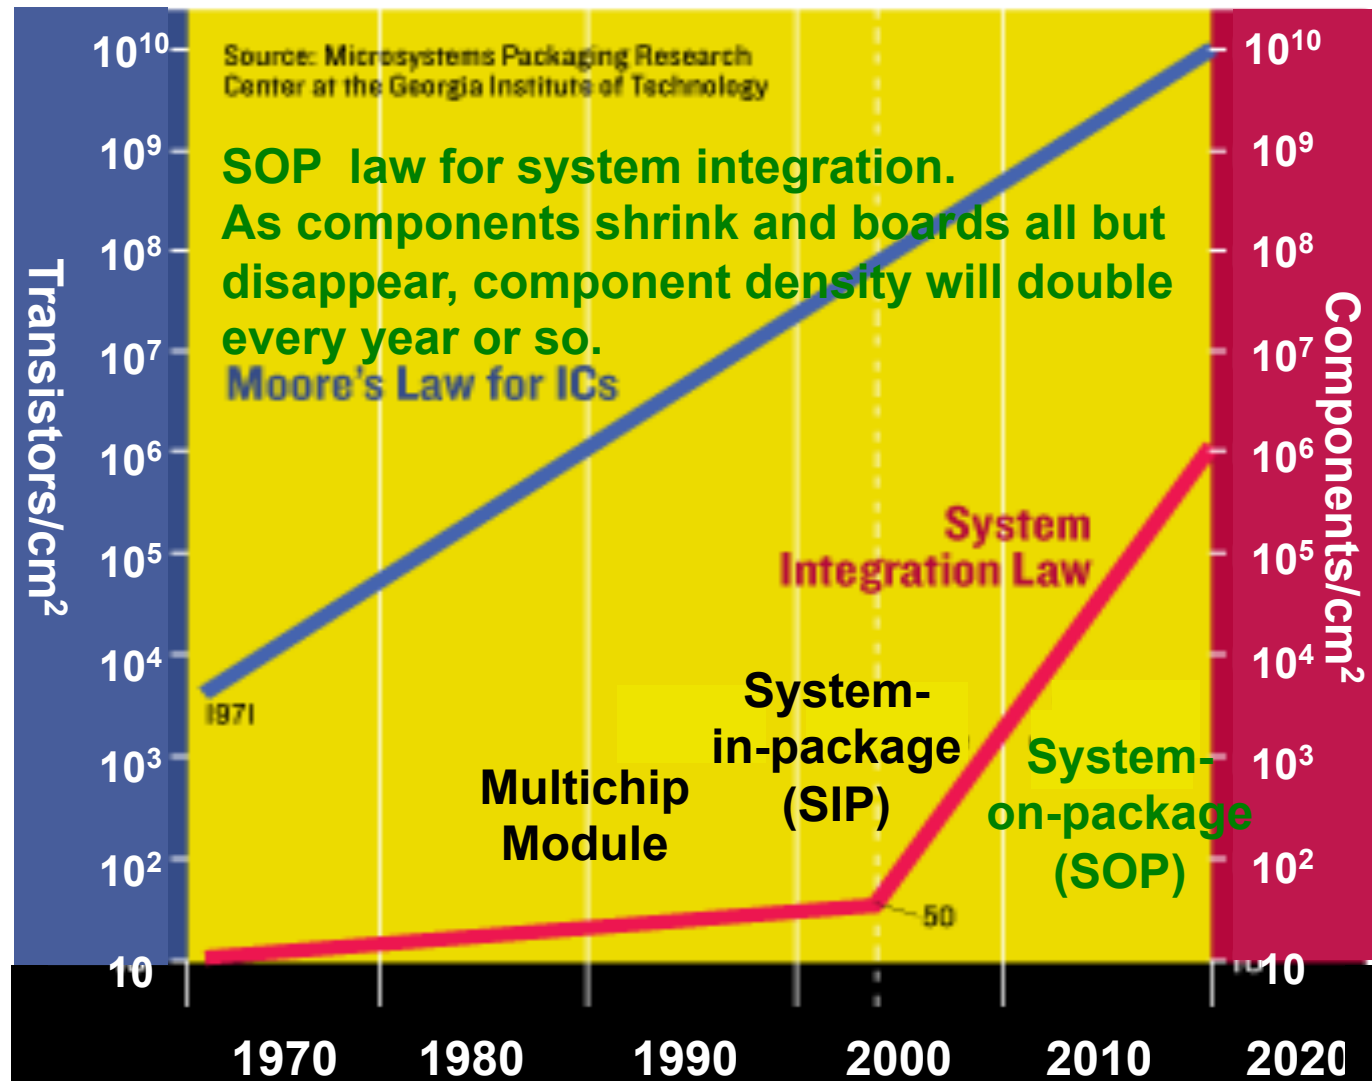 Source: Microsystems Packaging Research
Center at the Georgia Institute of Technology
SOP law for system integration.
As components shrink and boards all but
disappear, component density will double
every year or so.
Moore's Law for ICs
System
Integration Law
1971
System-
in-package
(SIP)
Multichip
Module
System-
on-package
(SOP)
50
Transistors/cm²
10¹⁰
10⁹
10⁸
10⁷
10⁶
10⁵
10⁴
10³
10²
10
Components/cm²
10¹⁰
10⁹
10⁸
10⁷
10⁶
10⁵
10⁴
10³
10²
10
1970 1980 1990 2000 2010 2020